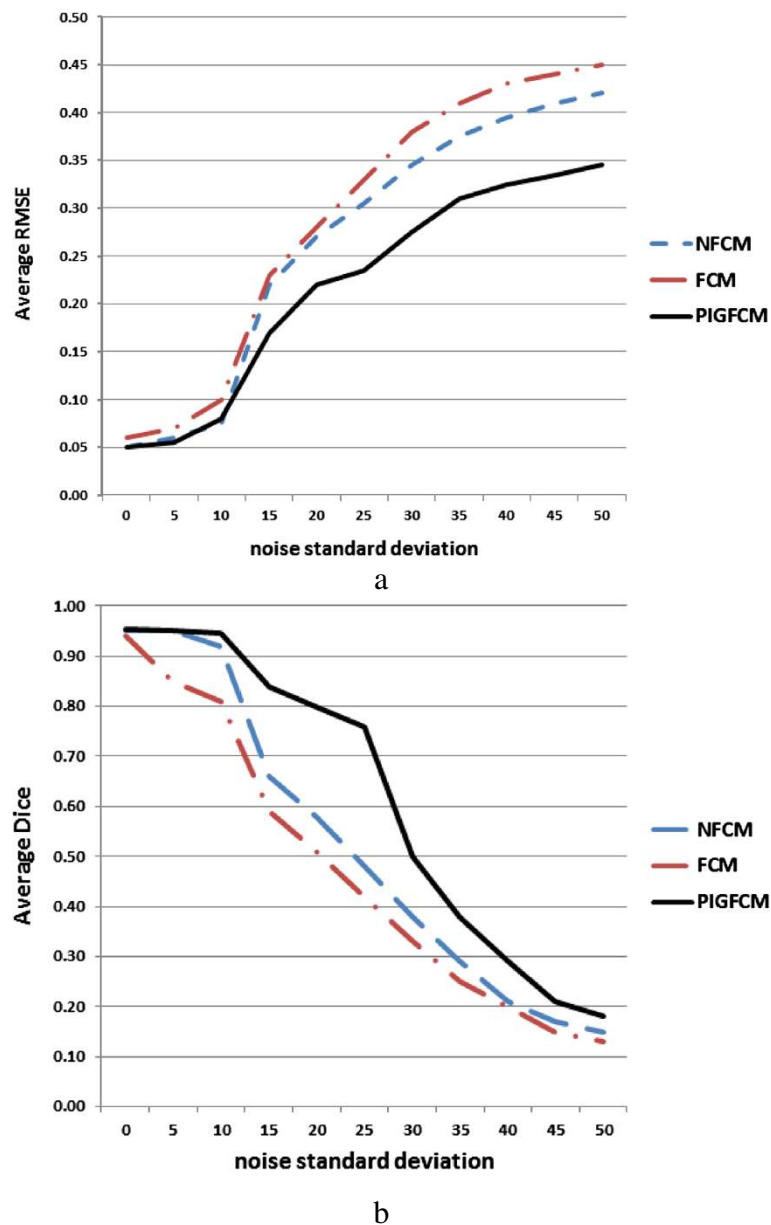 0.50
0.45
0.40
0.35
0.30
0.25
0.20
0.15
0.10
0.05
0.00
Average RMSE
0 5 10 15 20 25 30 35 40 45 50
noise standard deviation
NFCM
FCM
PIGFCM
a
1.00
0.90
0.80
0.70
0.60
0.50
0.40
0.30
0.20
0.10
0.00
Average Dice
0 5 10 15 20 25 30 35 40 45 50
noise standard deviation
NFCM
FCM
PIGFCM
b